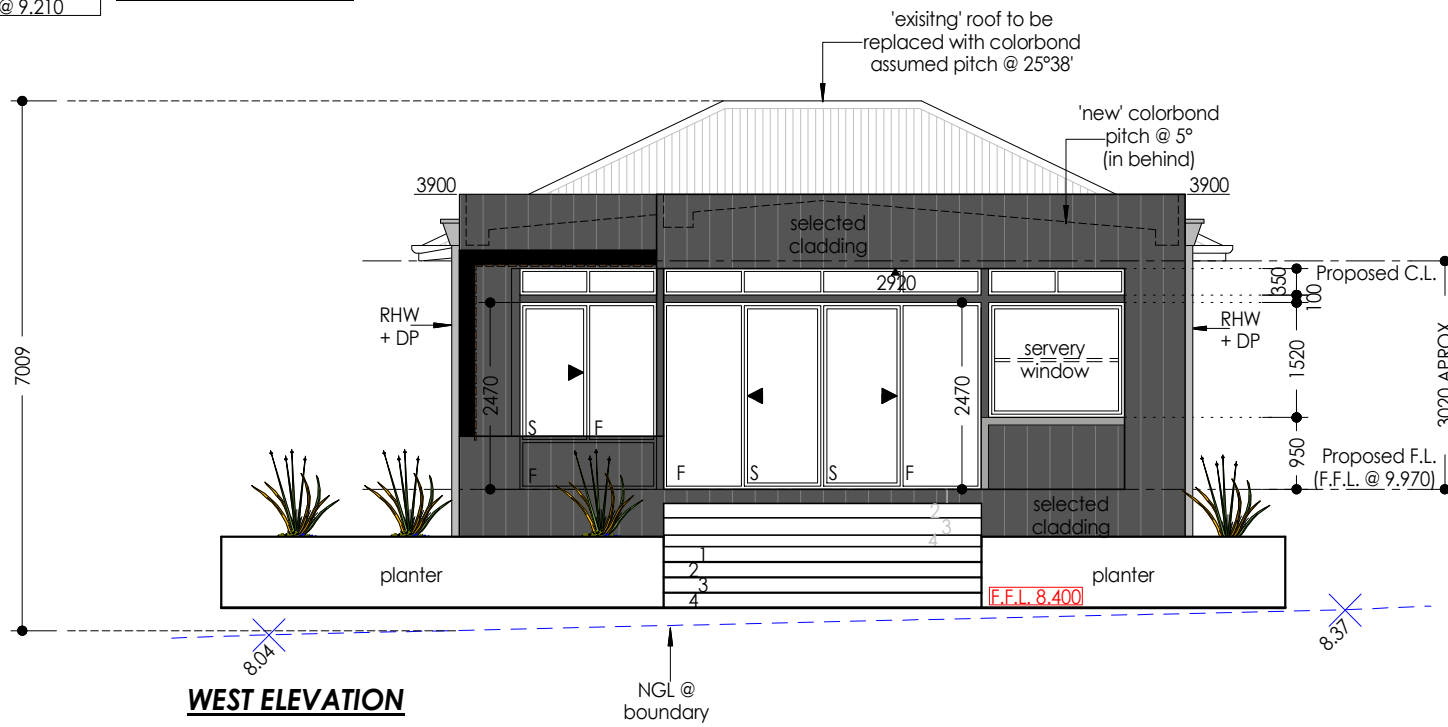 @ 9.210
'exisitng' roof to be
replaced with colorbond
assumed pitch @ 25°38'
'new' colorbond
pitch @ 5°
(in behind)
3900
3900
selected
cladding
2920
350
Proposed C.L.
100
RHW
+ DP
RHW
+ DP
servery
window
1520
7009
2470
2470
3020 APROX
S
F
F
F
S
S
F
950
Proposed F.L.
(F.F.L. @ 9.970)
1
2
3
4
selected
cladding
1
2
3
4
planter
planter
F.F.L. 8.400
8.04
8.37
WEST ELEVATION
NGL @
boundary